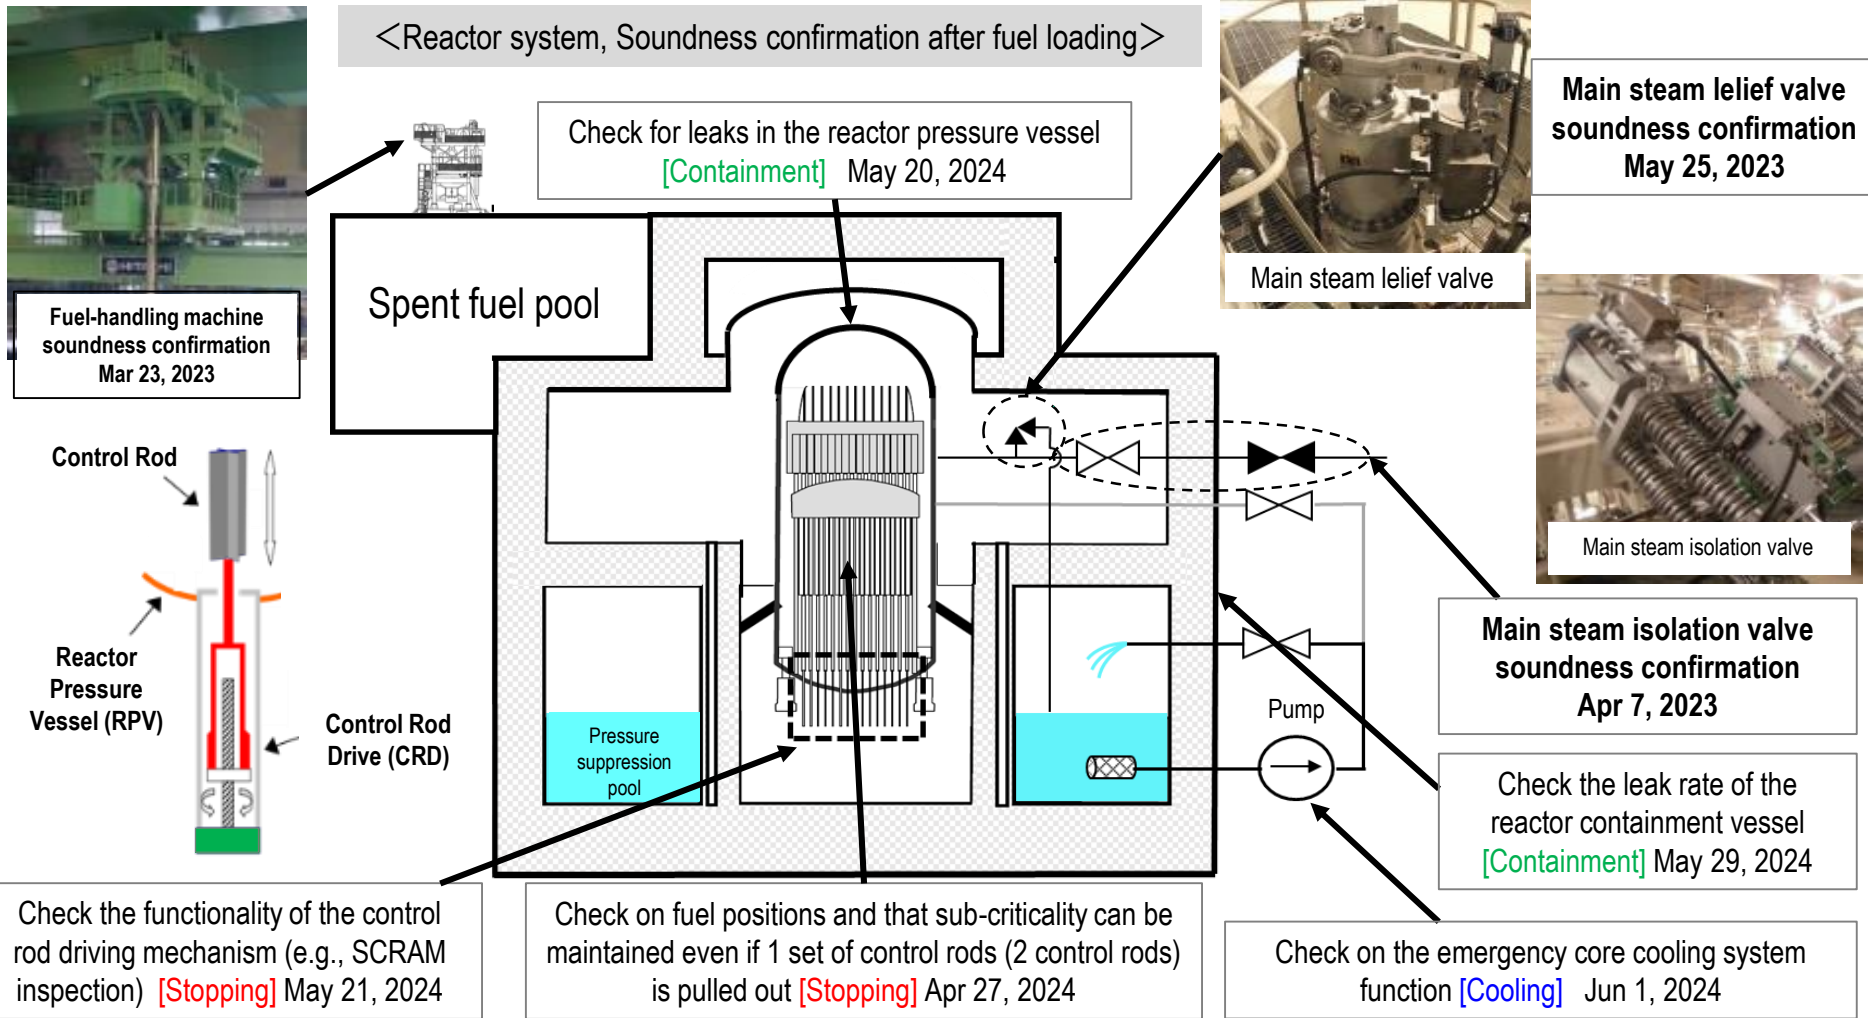 <Reactor system, Soundness confirmation after fuel loading>
Check for leaks in the reactor pressure vessel
[Containment] May 20, 2024
Main steam lelief valve
soundness confirmation
May 25, 2023
Main steam lelief valve
HITACHI
Fuel-handling machine
soundness confirmation
Mar 23, 2023
Spent fuel pool
Main steam isolation valve
Control Rod
Reactor
Pressure
Vessel (RPV)
Control Rod
Drive (CRD)
Main steam isolation valve
soundness confirmation
Apr 7, 2023
Pressure
suppression
pool
Pump
Check the leak rate of the
reactor containment vessel
[Containment] May 29, 2024
Check the functionality of the control
rod driving mechanism (e.g., SCRAM
inspection) [Stopping] May 21, 2024
Check on fuel positions and that sub-criticality can be
maintained even if 1 set of control rods (2 control rods)
is pulled out [Stopping] Apr 27, 2024
Check on the emergency core cooling system
function [Cooling] Jun 1, 2024